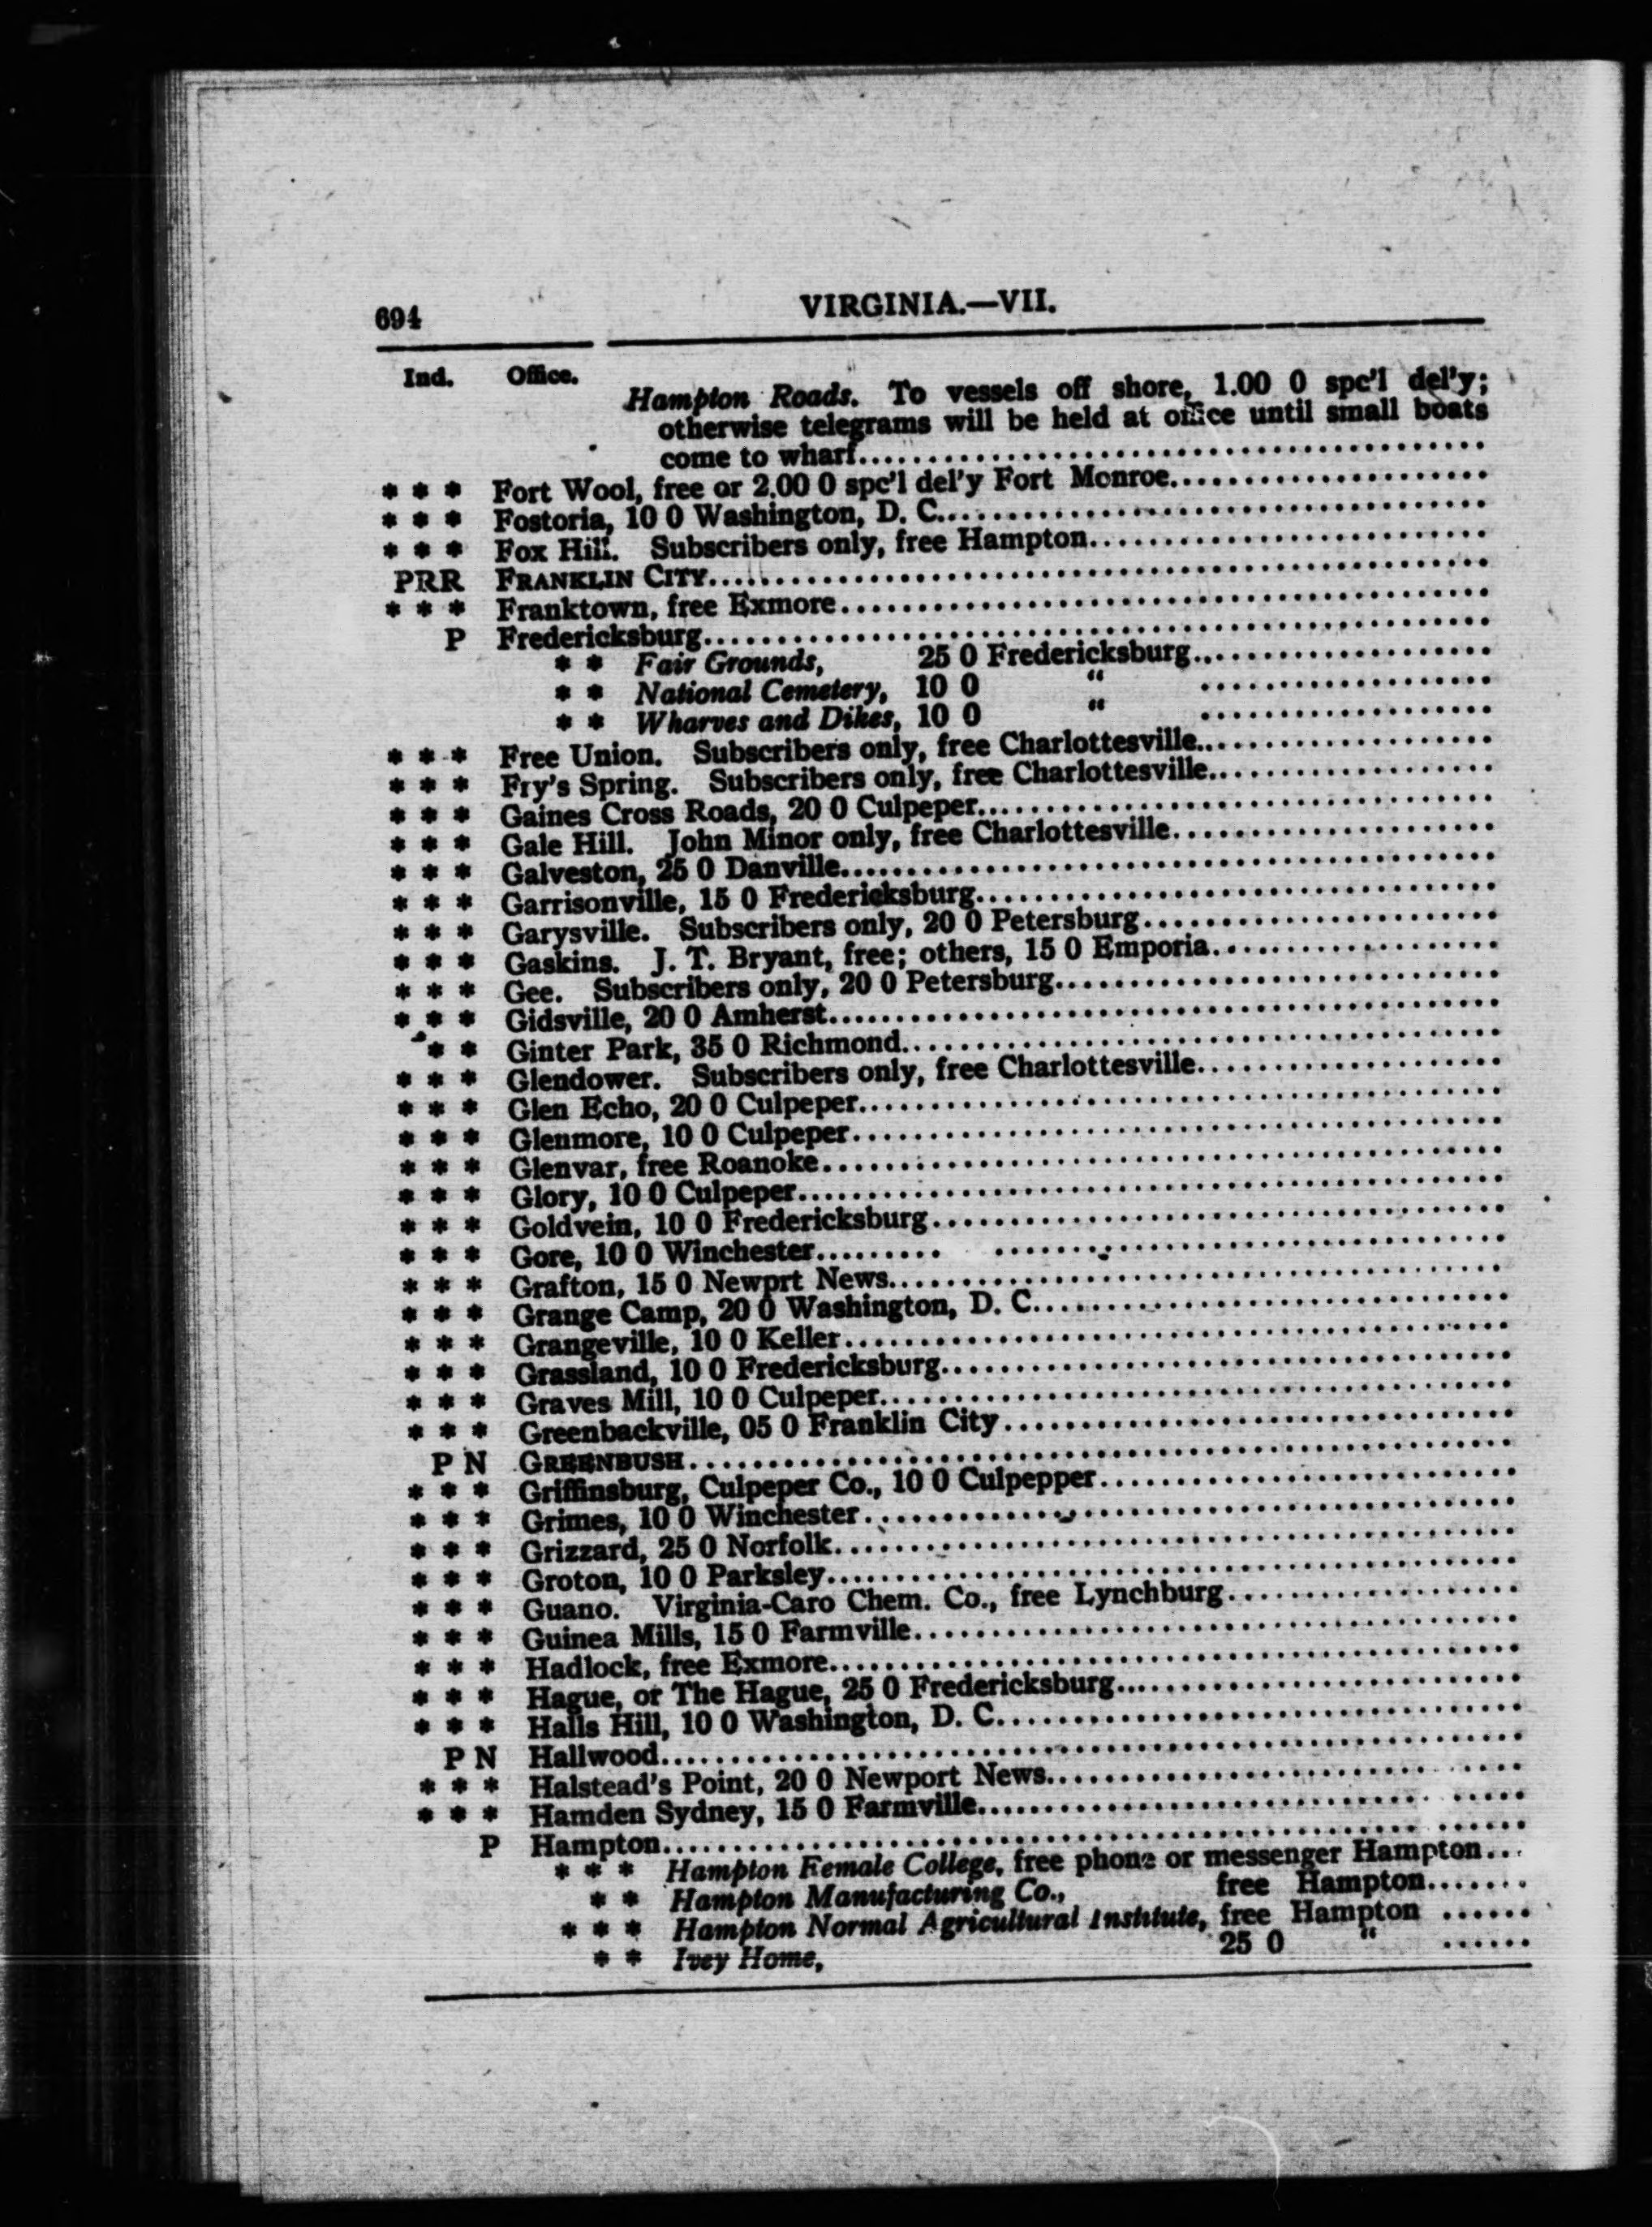 694
VIRGINIA.—VII.
Ind. Office.
Hampton Roads. To vessels off shore, 1.00 0 spc'l del'y;
otherwise telegrams will be held at office until small boats
come to wharf
* * * Fort Wool, free or 2.00 0 spc'l del'y Fort Monroe
* * * Fostoria, 10 0 Washington, D. C.
* * * Fox Hill. Subscribers only, free Hampton
PRR FRANKLIN CITY
* * * Franktown, free Exmore
P Fredericksburg
* * Fair Grounds, 25 0 Fredericksburg
* * National Cemetery, 10 0 "
* * Wharves and Dikes, 10 0 "
* * * Free Union. Subscribers only, free Charlottesville
* * * Fry's Spring. Subscribers only, free Charlottesville
* * * Gaines Cross Roads, 20 0 Culpeper
* * * Gale Hill. John Minor only, free Charlottesville
* * * Galveston, 25 0 Danville
* * * Garrisonville, 15 0 Fredericksburg
* * * Garysville. Subscribers only, 20 0 Petersburg
* * * Gaskins. J. T. Bryant, free; others, 15 0 Emporia
* * * Gee. Subscribers only, 20 0 Petersburg
* * * Gidsville, 20 0 Amherst
* * Ginter Park, 35 0 Richmond
* * * Glendower. Subscribers only, free Charlottesville
* * * Glen Echo, 20 0 Culpeper
* * * Glenmore, 10 0 Culpeper
* * * Glenvar, free Roanoke
* * * Glory, 10 0 Culpeper
* * * Goldvein, 10 0 Fredericksburg
* * * Gore, 10 0 Winchester
* * * Grafton, 15 0 Newprt News
* * * Grange Camp, 20 0 Washington, D. C.
* * * Grangeville, 10 0 Keller
* * * Grassland, 10 0 Fredericksburg
* * * Graves Mill, 10 0 Culpeper
* * * Greenbackville, 05 0 Franklin City
P N GREENBUSH
* * * Griffinsburg, Culpeper Co., 10 0 Culpepper
* * * Grimes, 10 0 Winchester
* * * Grizzard, 25 0 Norfolk
* * * Groton, 10 0 Parksley
* * * Guano. Virginia-Caro Chem. Co., free Lynchburg
* * * Guinea Mills, 15 0 Farmville
* * * Hadlock, free Exmore
* * * Hague, or The Hague, 25 0 Fredericksburg
* * * Halls Hill, 10 0 Washington, D. C.
P N Hallwood
* * * Halstead's Point, 20 0 Newport News
* * * Hamden Sydney, 15 0 Farmville
P Hampton
* * * Hampton Female College, free phone or messenger Hampton
* * Hampton Manufacturing Co., free Hampton
* * * Hampton Normal Agricultural Institute, free Hampton
* * Ivey Home, 25 0 "